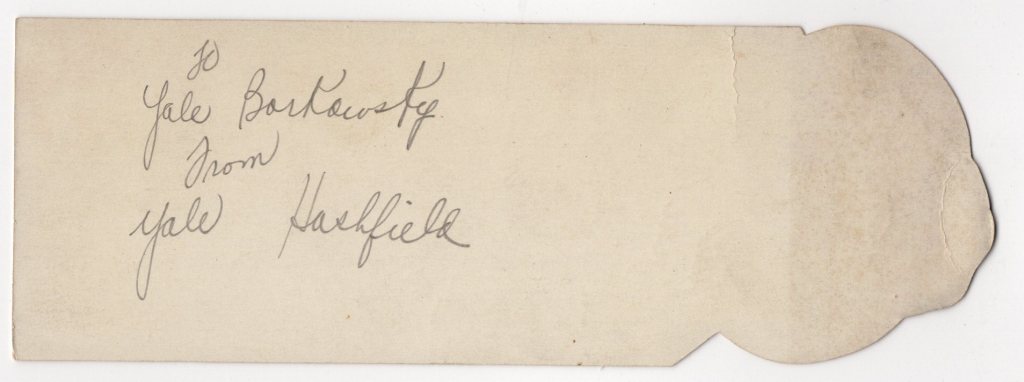 To
Yale Borkowsky
From
Yale Hashfield